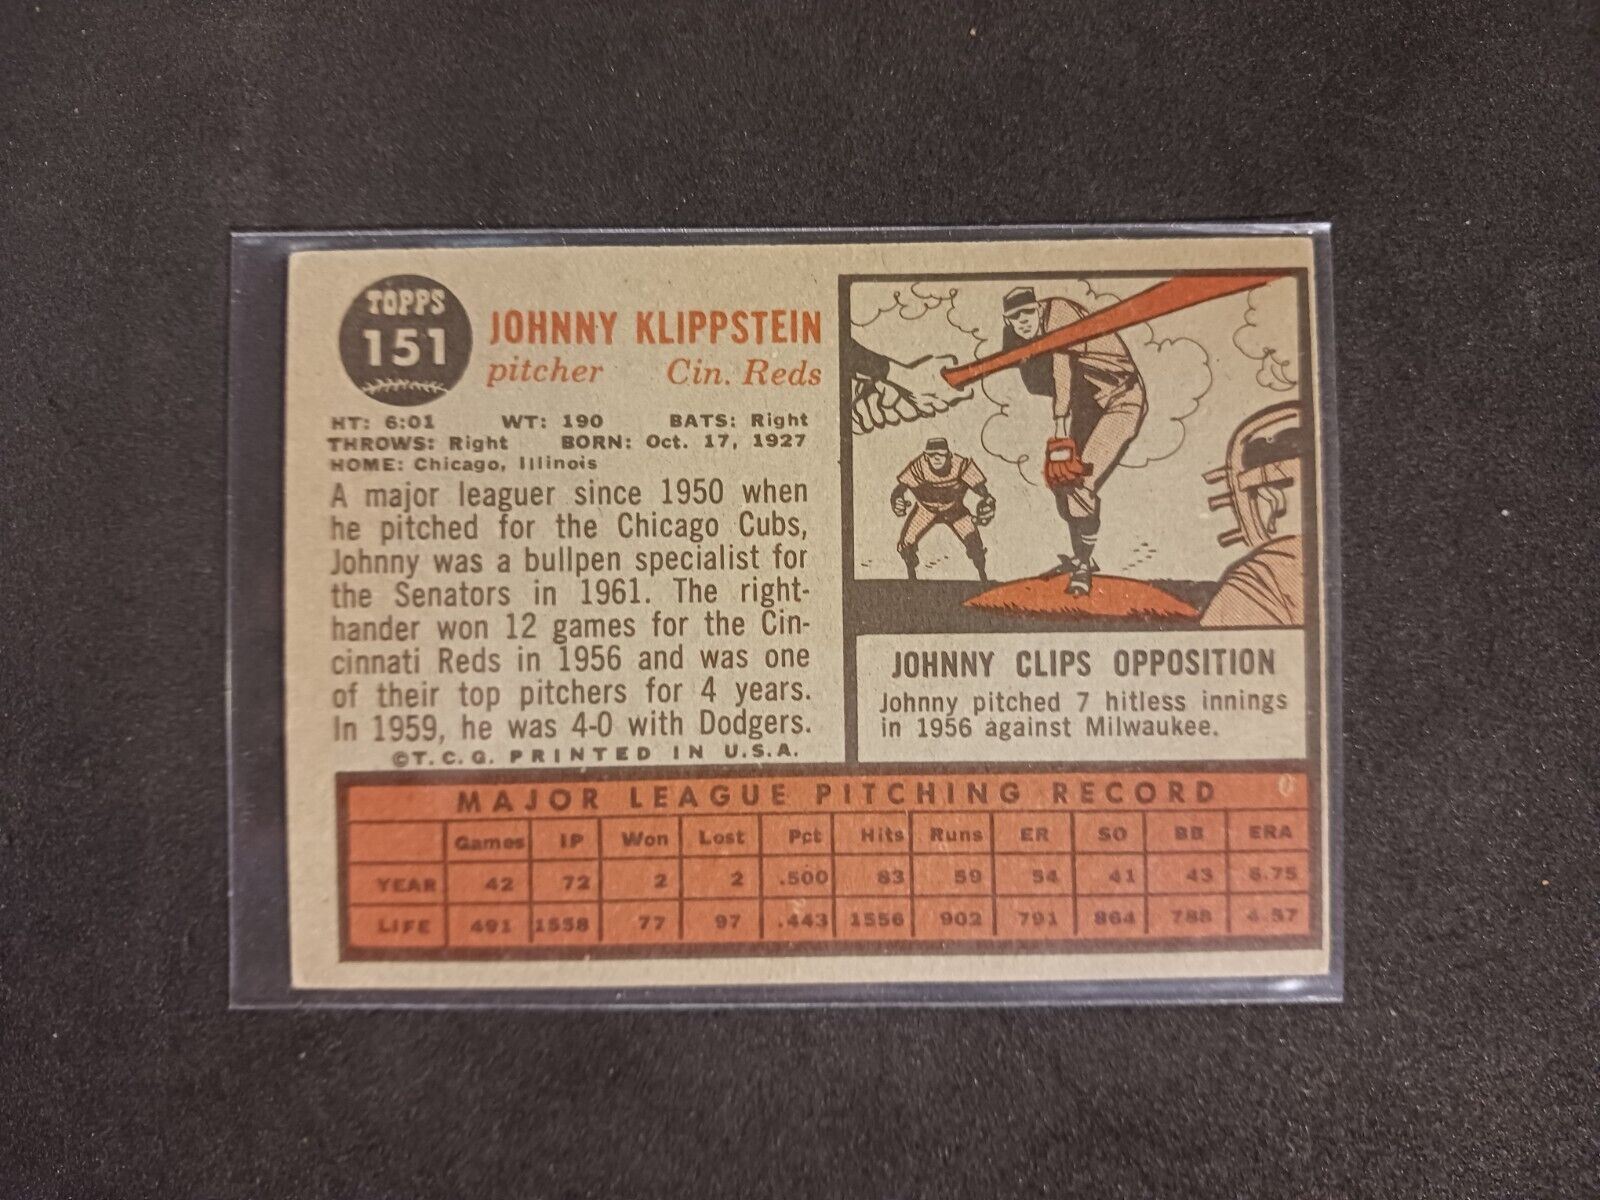 TOPPS
151
JOHNNY KLIPPSTEIN
pitcher Cin. Reds
HT: 6:01 WT: 190 BATS: Right
THROWS: Right BORN: Oct. 17, 1927
HOME: Chicago, Illinois
A major leaguer since 1950 when
he pitched for the Chicago Cubs,
Johnny was a bullpen specialist for
the Senators in 1961. The right-
hander won 12 games for the Cin-
cinnati Reds in 1956 and was one
of their top pitchers for 4 years.
In 1959, he was 4-0 with Dodgers.
©T. C. G. PRINTED IN U.S.A.
JOHNNY CLIPS OPPOSITION
Johnny pitched 7 hitless innings
in 1956 against Milwaukee.
MAJOR LEAGUE PITCHING RECORD
Games IP Won Lost Pct Hits Runs ER SO BB ERA
YEAR 42 72 2 2 .500 83 59 54 41 43 6.75
LIFE 491 1558 77 97 .443 1556 902 791 864 788 4.57